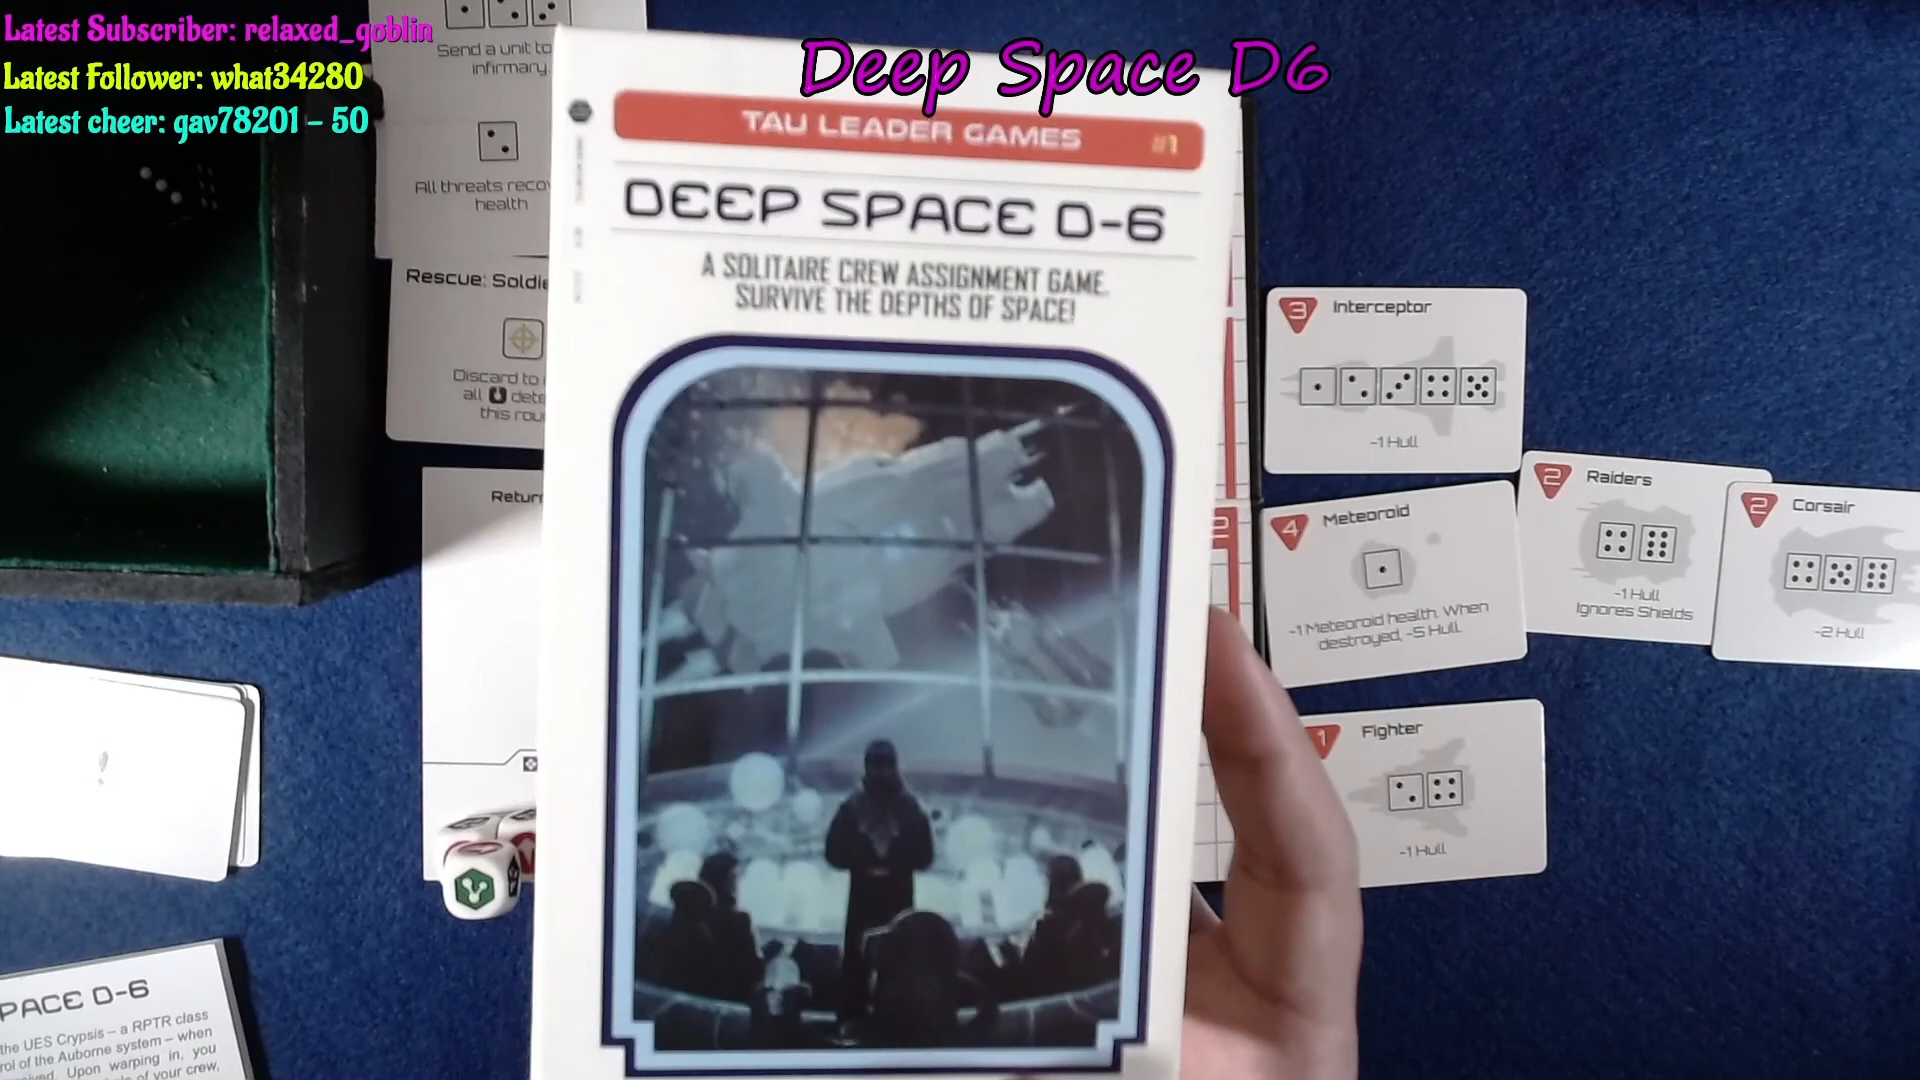 Latest Subscriber: relaxed_goblin
Latest Follower: what34280
Latest cheer: gav78201 - 50
Deep Space D6
TAU LEADER GAMES #1
DEEP SPACE D-6
A SOLITAIRE CREW ASSIGNMENT GAME.
SURVIVE THE DEPTHS OF SPACE!
Send a unit to
infirmary.
All threats
health
Rescue:
Discard to
all
this
3 Interceptor
-1 Hull
4 Meteoroid
-1 Meteoroid health. When
destroyed, -5 Hull.
2 Raiders
-1 Hull
Ignores Shields
2 Corsair
-2 Hull
1 Fighter
-1 Hull
PACE D-6
the UES Crypsis – a RPTR class
of the Auborne system – when
Upon warping in, you
of your crew,